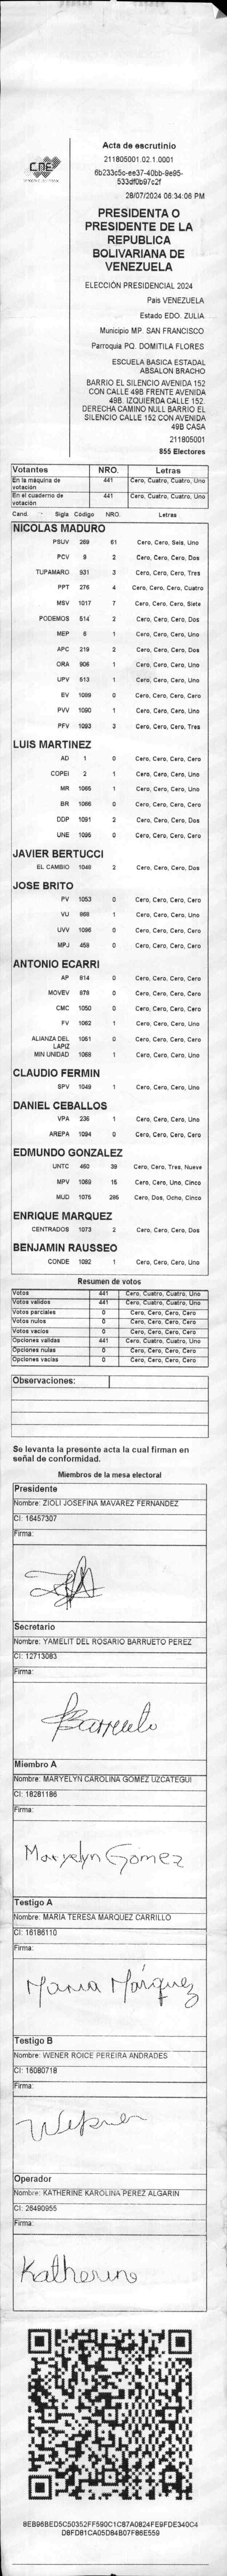 CNE
Acta de escrutinio
211805001.02.1.0001
28/07/2024 06:34:06 PM
PRESIDENTA O
PRESIDENTE DE LA
REPUBLICA
BOLIVARIANA DE
VENEZUELA
ELECCIÓN PRESIDENCIAL 2024
Pais VENEZUELA
Estado EDO. ZULIA
Municipio MP. SAN FRANCISCO
Parroquia PQ. DOMITILA FLORES
ESCUELA BASICA ESTADAL
ABSALON BRACHO
BARRIO EL SILENCIO AVENIDA 152
CON CALLE 49B FRENTE AVENIDA
49B. IZQUIERDA CALLE 152.
DERECHA CAMINO NULL BARRIO EL
SILENCIO CALLE 152 CON AVENIDA
49B CASA
211805001
855 Electores
Votantes NRO. Letras
En la máquina de votación 441 Cero, Cuatro, Cuatro, Uno
En el cuaderno de votación 441 Cero, Cuatro, Cuatro, Uno
Cand. Sigla Código NRO. Letras
NICOLAS MADURO
PSUV 269 61 Cero, Cero, Seis, Uno
PCV 9 2 Cero, Cero, Cero, Dos
TUPAMARO 931 3 Cero, Cero, Cero, Tres
PPT 276 4 Cero, Cero, Cero, Cuatro
MSV 1017 7 Cero, Cero, Cero, Siete
PODEMOS 514 2 Cero, Cero, Cero, Dos
MEP 6 1 Cero, Cero, Cero, Uno
APC 219 2 Cero, Cero, Cero, Dos
ORA 906 1 Cero, Cero, Cero, Uno
UPV 513 1 Cero, Cero, Cero, Uno
EV 1089 0 Cero, Cero, Cero, Cero
PVV 1090 1 Cero, Cero, Cero, Uno
PFV 1093 3 Cero, Cero, Cero, Tres
LUIS MARTINEZ
AD 1 0 Cero, Cero, Cero, Cero
COPEI 2 1 Cero, Cero, Cero, Uno
MR 1065 1 Cero, Cero, Cero, Uno
BR 1066 0 Cero, Cero, Cero, Cero
DDP 1091 2 Cero, Cero, Cero, Dos
UNE 1095 0 Cero, Cero, Cero, Cero
JAVIER BERTUCCI
EL CAMBIO 1048 2 Cero, Cero, Cero, Dos
JOSE BRITO
PV 1053 0 Cero, Cero, Cero, Cero
VU 868 1 Cero, Cero, Cero, Uno
UVV 1096 0 Cero, Cero, Cero, Cero
MPJ 458 0 Cero, Cero, Cero, Cero
ANTONIO ECARRI
AP 814 0 Cero, Cero, Cero, Cero
MOVEV 878 0 Cero, Cero, Cero, Cero
CMC 1050 0 Cero, Cero, Cero, Cero
FV 1062 1 Cero, Cero, Cero, Uno
ALIANZA DEL LAPIZ 1051 0 Cero, Cero, Cero, Cero
MIN UNIDAD 1068 1 Cero, Cero, Cero, Uno
CLAUDIO FERMIN
SPV 1049 1 Cero, Cero, Cero, Uno
DANIEL CEBALLOS
VPA 236 1 Cero, Cero, Cero, Uno
AREPA 1094 0 Cero, Cero, Cero, Cero
EDMUNDO GONZALEZ
UNTC 460 39 Cero, Cero, Tres, Nueve
MPV 1069 15 Cero, Cero, Uno, Cinco
MUD 1075 285 Cero, Dos, Ocho, Cinco
ENRIQUE MARQUEZ
CENTRADOS 1073 2 Cero, Cero, Cero, Dos
BENJAMIN RAUSSEO
CONDE 1092 1 Cero, Cero, Cero, Uno
Resumen de votos
Votos 441 Cero, Cuatro, Cuatro, Uno
Votos validos 441 Cero, Cuatro, Cuatro, Uno
Votos parciales 0 Cero, Cero, Cero, Cero
Votos nulos 0 Cero, Cero, Cero, Cero
Votos vacios 0 Cero, Cero, Cero, Cero
Opciones validas 441 Cero, Cuatro, Cuatro, Uno
Opciones nulas 0 Cero, Cero, Cero, Cero
Opciones vacias 0 Cero, Cero, Cero, Cero
Observaciones:
Se levanta la presente acta la cual firman en
señal de conformidad.
Miembros de la mesa electoral
Presidente
Nombre: ZIOLI JOSEFINA MAVAREZ FERNANDEZ
CI: 16457307
Firma:
Secretario
Nombre: YAMELIT DEL ROSARIO BARRUETO PEREZ
CI: 12713083
Firma:
Barrueto
Miembro A
Nombre: MARYELYN CAROLINA GOMEZ UZCATEGUI
CI: 18281186
Firma:
Maryelyn Gomez
Testigo A
Nombre: MARIA TERESA MARQUEZ CARRILLO
CI: 16186110
Firma:
Maria Márquez
Testigo B
Nombre: WENER ROICE PEREIRA ANDRADES
CI: 16080718
Firma:
Operador
Nombre: KATHERINE KAROLINA PEREZ ALGARIN
CI: 26490955
Firma:
Katherine
8EB96BED5C50352FF590C1C87A0824FE9FDE340C4
D8FD81CA05D84B07F86E559